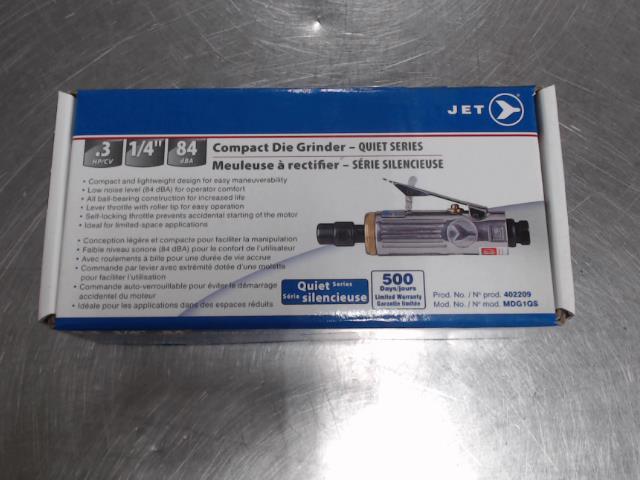 JET
.3 HP/CV
1/4"
84 dBA
Compact Die Grinder – QUIET SERIES
Meuleuse à rectifier – SÉRIE SILENCIEUSE
• Compact and lightweight design for easy maneuverability
• Low noise level (84 dBA) for operator comfort
• All ball-bearing construction for increased life
• Lever throttle with roller tip for easy operation
• Self-locking throttle prevents accidental starting of the motor
• Ideal for limited-space applications
• Conception légère et compacte pour faciliter la manipulation
• Faible niveau sonore (84 dBA) pour le confort de l'utilisateur
• Avec roulements à bille pour une durée de vie accrue
• Commande par levier avec extrémité dotée d'une molette
pour faciliter l'utilisation
• Commande auto-verrouillable pour éviter le démarrage
accidentel du moteur
• Idéale pour les applications dans des espaces réduits
Quiet Series
Série silencieuse
500
Days/jours
Limited Warranty
Garantie limitée
Prod. No. / Nº prod. 402209
Mod. No. / Nº mod. MDG1QS